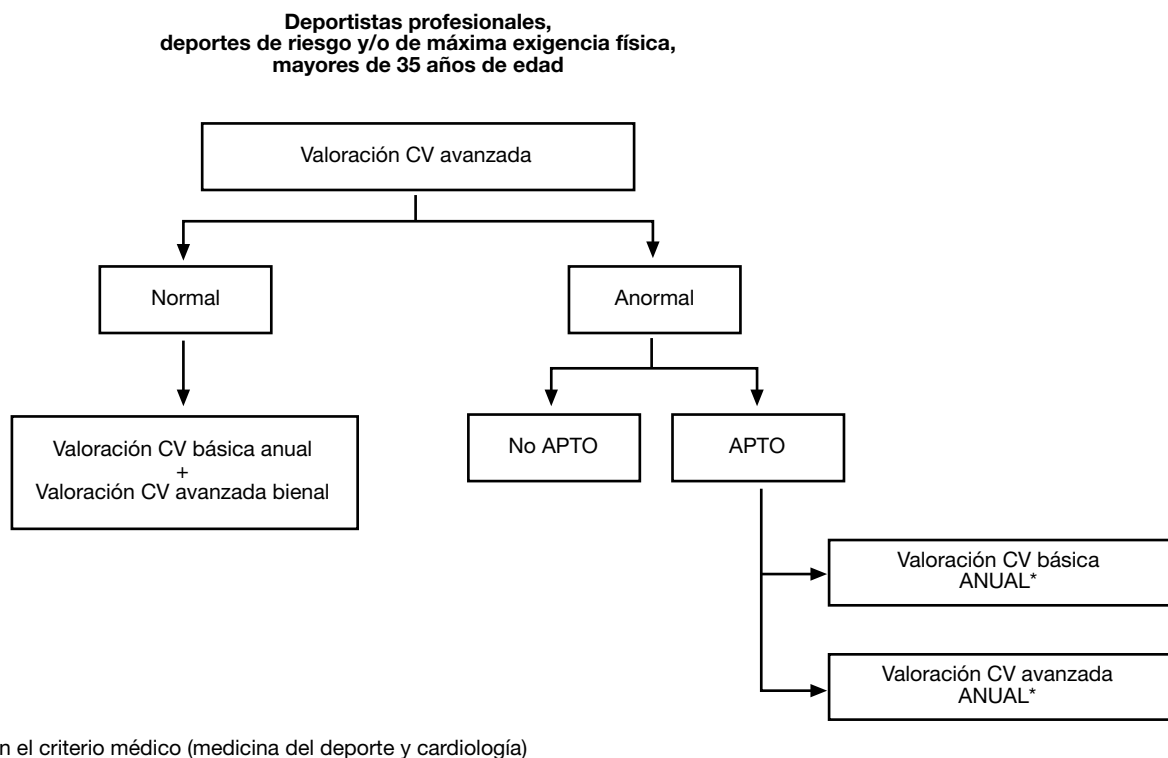 Deportistas profesionales,
deportes de riesgo y/o de máxima exigencia física,
mayores de 35 años de edad
Valoración CV avanzada
Normal
Anormal
Valoración CV básica anual
+
Valoración CV avanzada bienal
No APTO
APTO
Valoración CV básica
ANUAL*
Valoración CV avanzada
ANUAL*
n el criterio médico (medicina del deporte y cardiología)